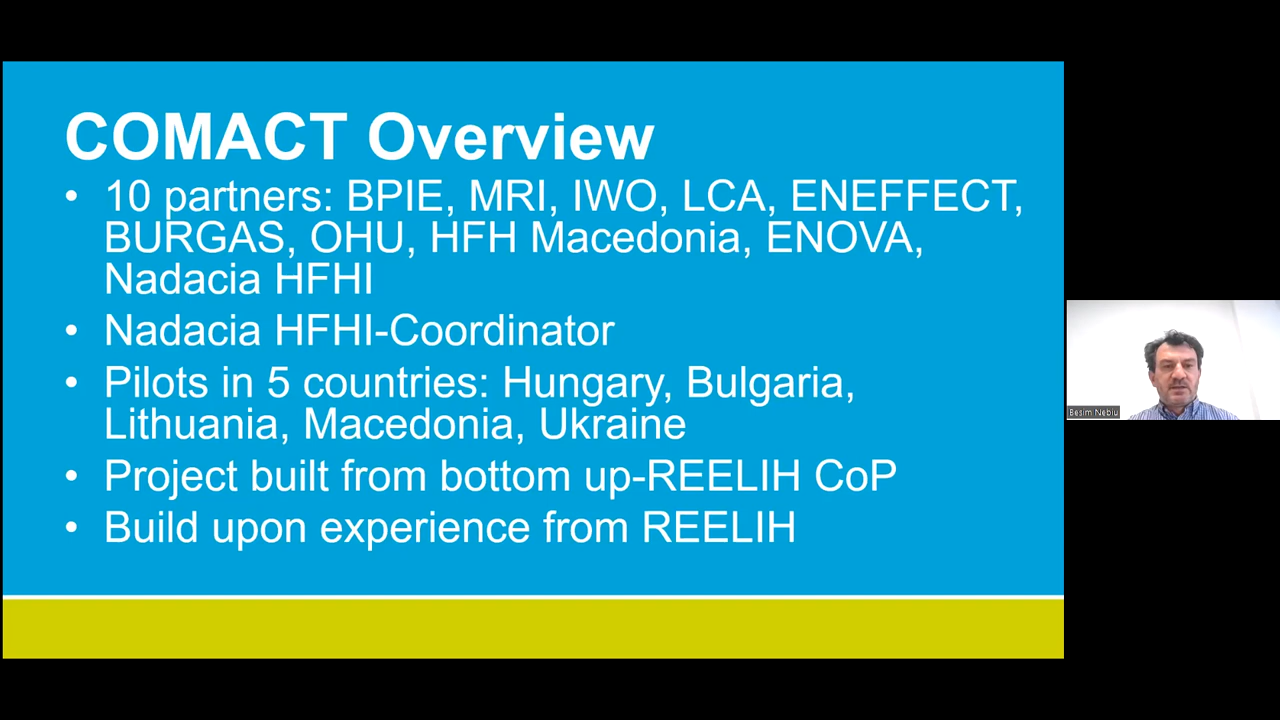 COMACT Overview
• 10 partners: BPIE, MRI, IWO, LCA, ENEFFECT,
BURGAS, OHU, HFH Macedonia, ENOVA,
Nadacia HFHI
• Nadacia HFHI-Coordinator
• Pilots in 5 countries: Hungary, Bulgaria,
Lithuania, Macedonia, Ukraine
• Project built from bottom up-REELIH CoP
• Build upon experience from REELIH
Besim Nebiu